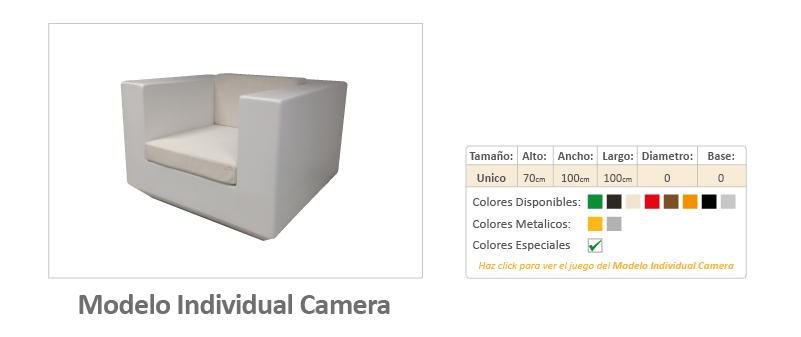 Tamaño: Alto: Ancho: Largo: Diametro: Base:
Unico 70cm 100cm 100cm 0 0
Colores Disponibles:
Colores Metalicos:
Colores Especiales
Haz click para ver el juego del Modelo Individual Camera
Modelo Individual Camera